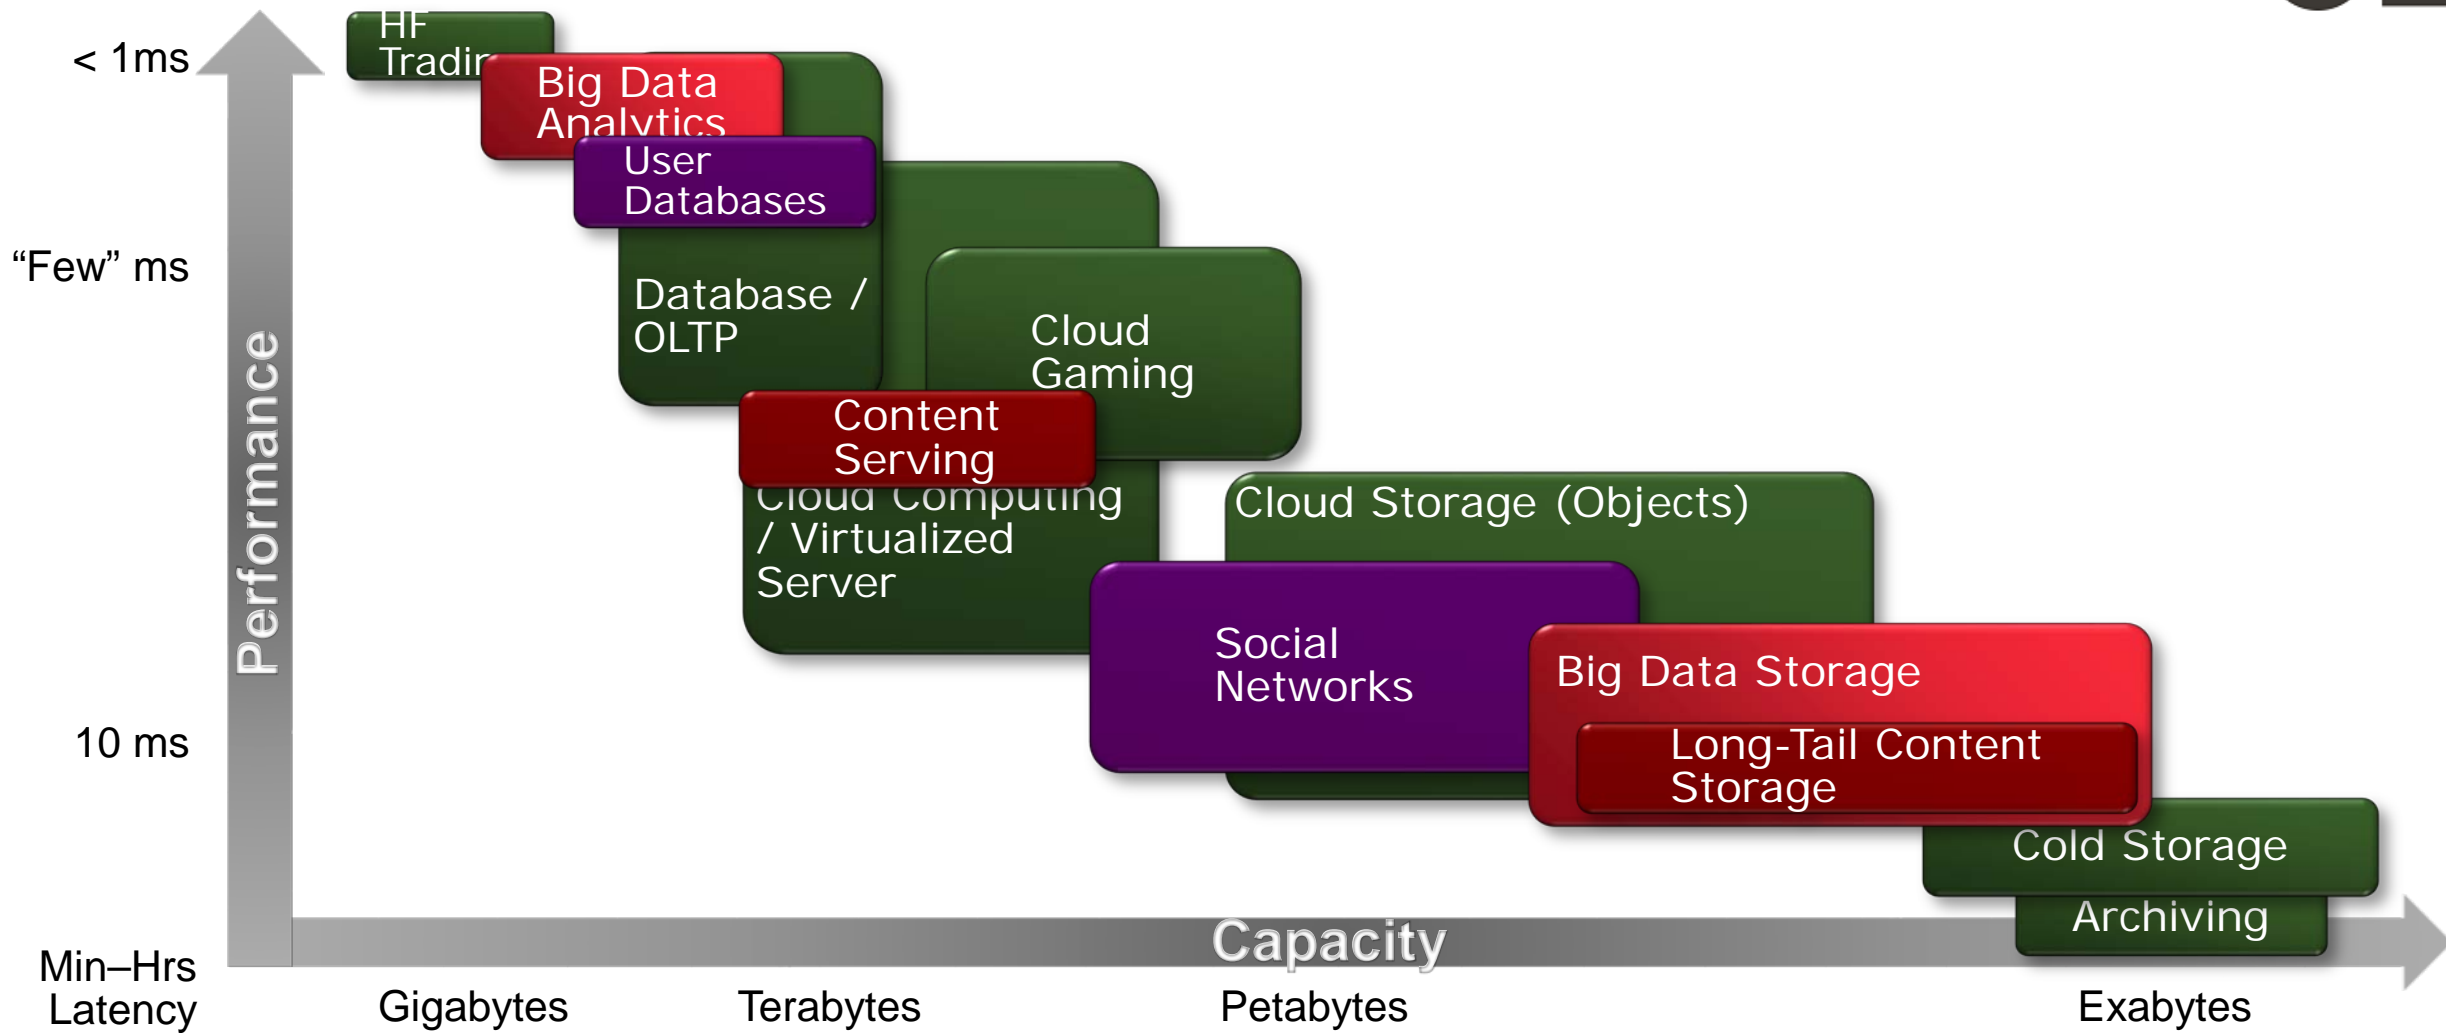 HF
< 1ms
Big Data
Analytics
User
Databases
“Few” ms
Database /
OLTP
Cloud
Gaming
Content
Serving
Cloud Computing
/ Virtualized
Server
Cloud Storage (Objects)
Performance
Social
Networks
Big Data Storage
10 ms
Long-Tail Content
Storage
Cold Storage
Archiving
Capacity
Min–Hrs
Latency
Gigabytes
Terabytes
Petabytes
Exabytes